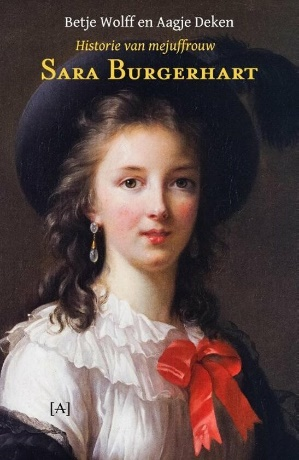 Betje Wolff en Aagje Deken
Historie van mejuffrouw
SARA BURGERHART
[A]